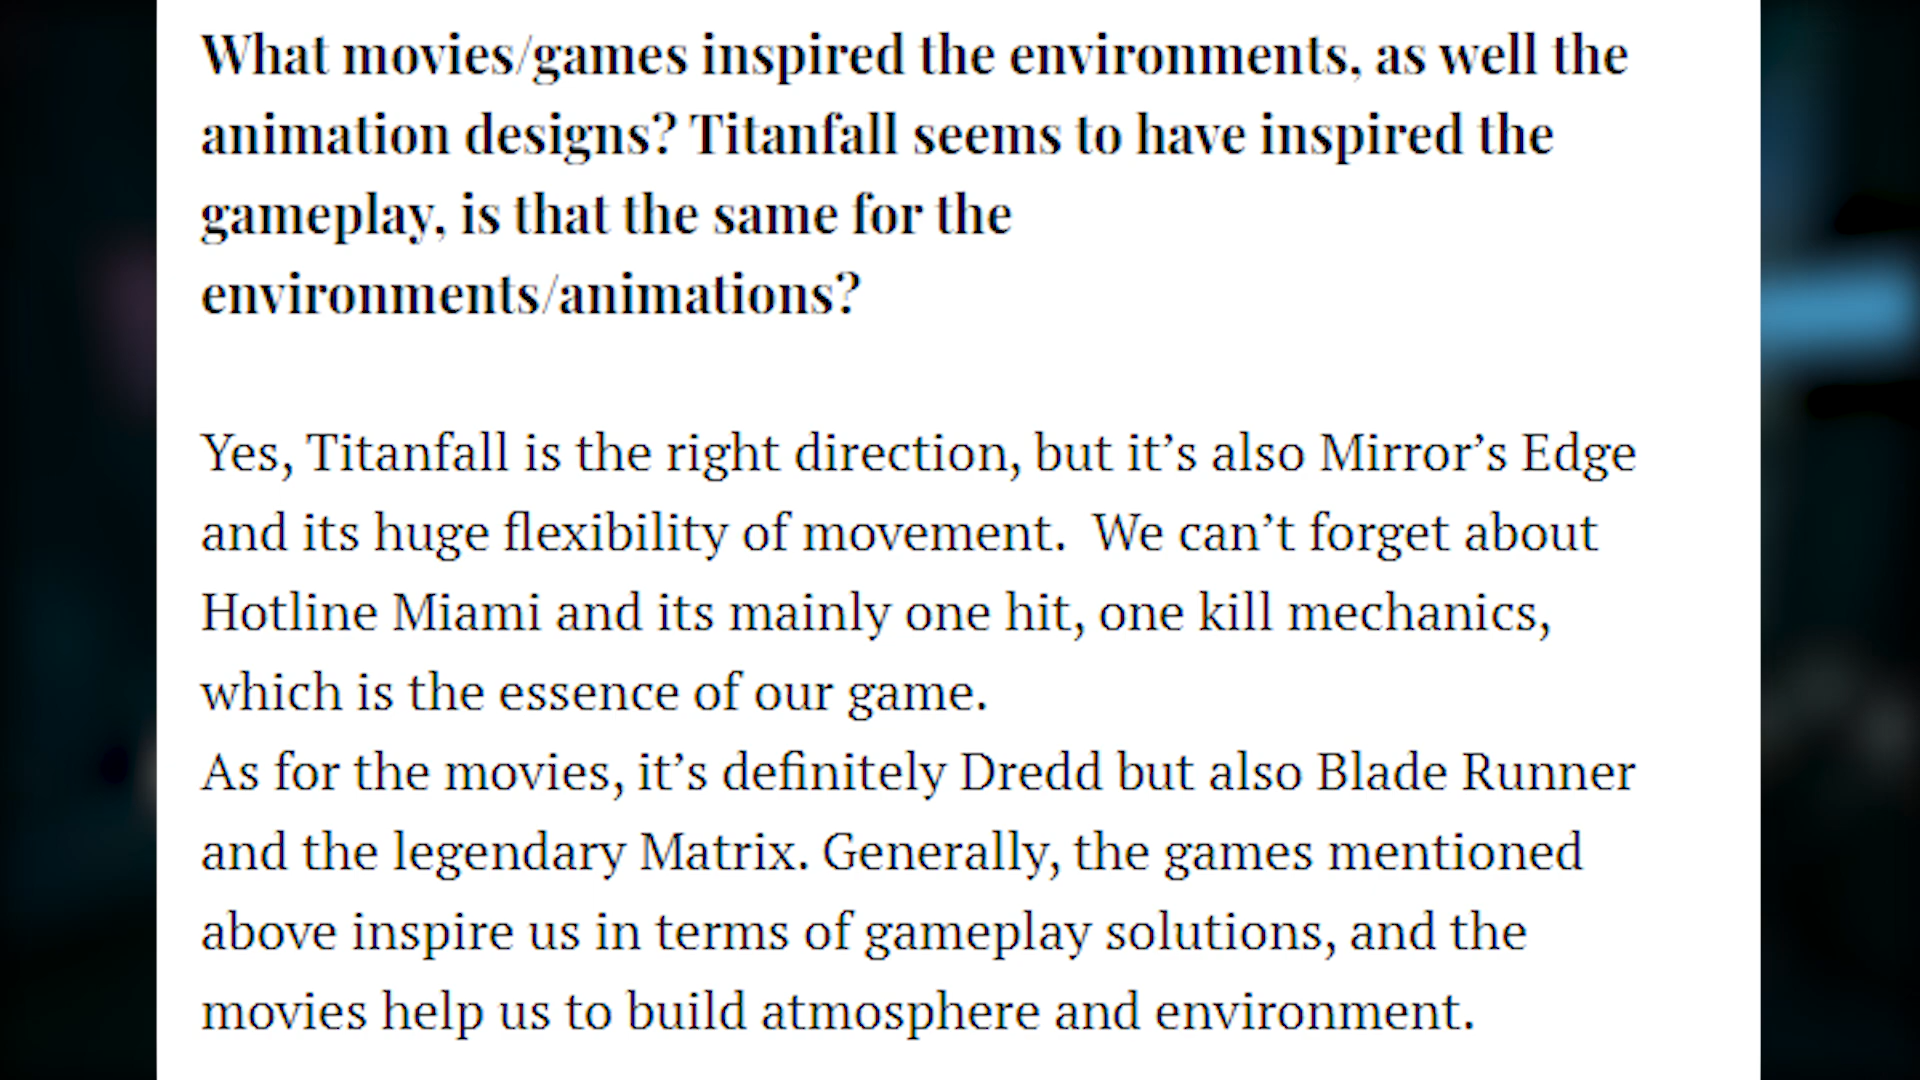 What movies/games inspired the environments, as well the
animation designs? Titanfall seems to have inspired the
gameplay, is that the same for the
environments/animations?
Yes, Titanfall is the right direction, but it’s also Mirror’s Edge
and its huge flexibility of movement.  We can’t forget about
Hotline Miami and its mainly one hit, one kill mechanics,
which is the essence of our game.
As for the movies, it’s definitely Dredd but also Blade Runner
and the legendary Matrix. Generally, the games mentioned
above inspire us in terms of gameplay solutions, and the
movies help us to build atmosphere and environment.